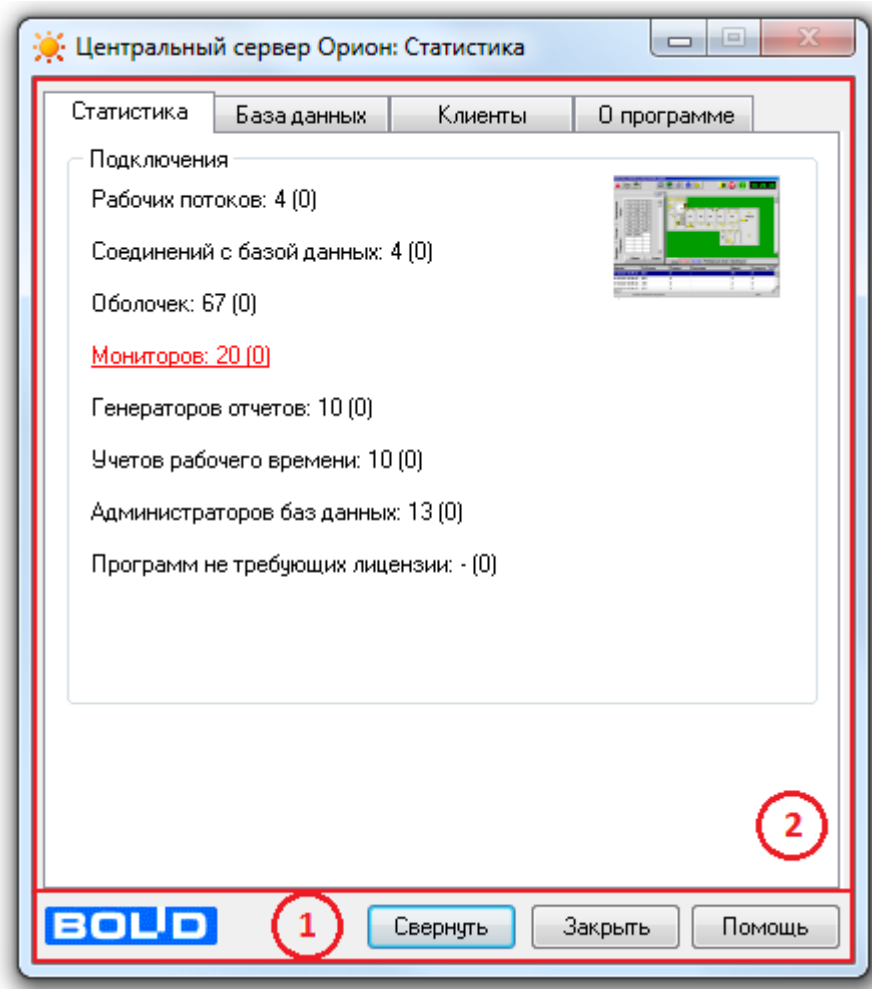 Центральный сервер Орион: Статистика
Статистика База данных Клиенты О программе
Подключения
Рабочих потоков: 4 (0)
Соединений с базой данных: 4 (0)
Оболочек: 67 (0)
Мониторов: 20 (0)
Генераторов отчетов: 10 (0)
Учетов рабочего времени: 10 (0)
Администраторов баз данных: 13 (0)
Программ не требующих лицензии: - (0)
2
BOLID 1 Свернуть Закрыть Помощь